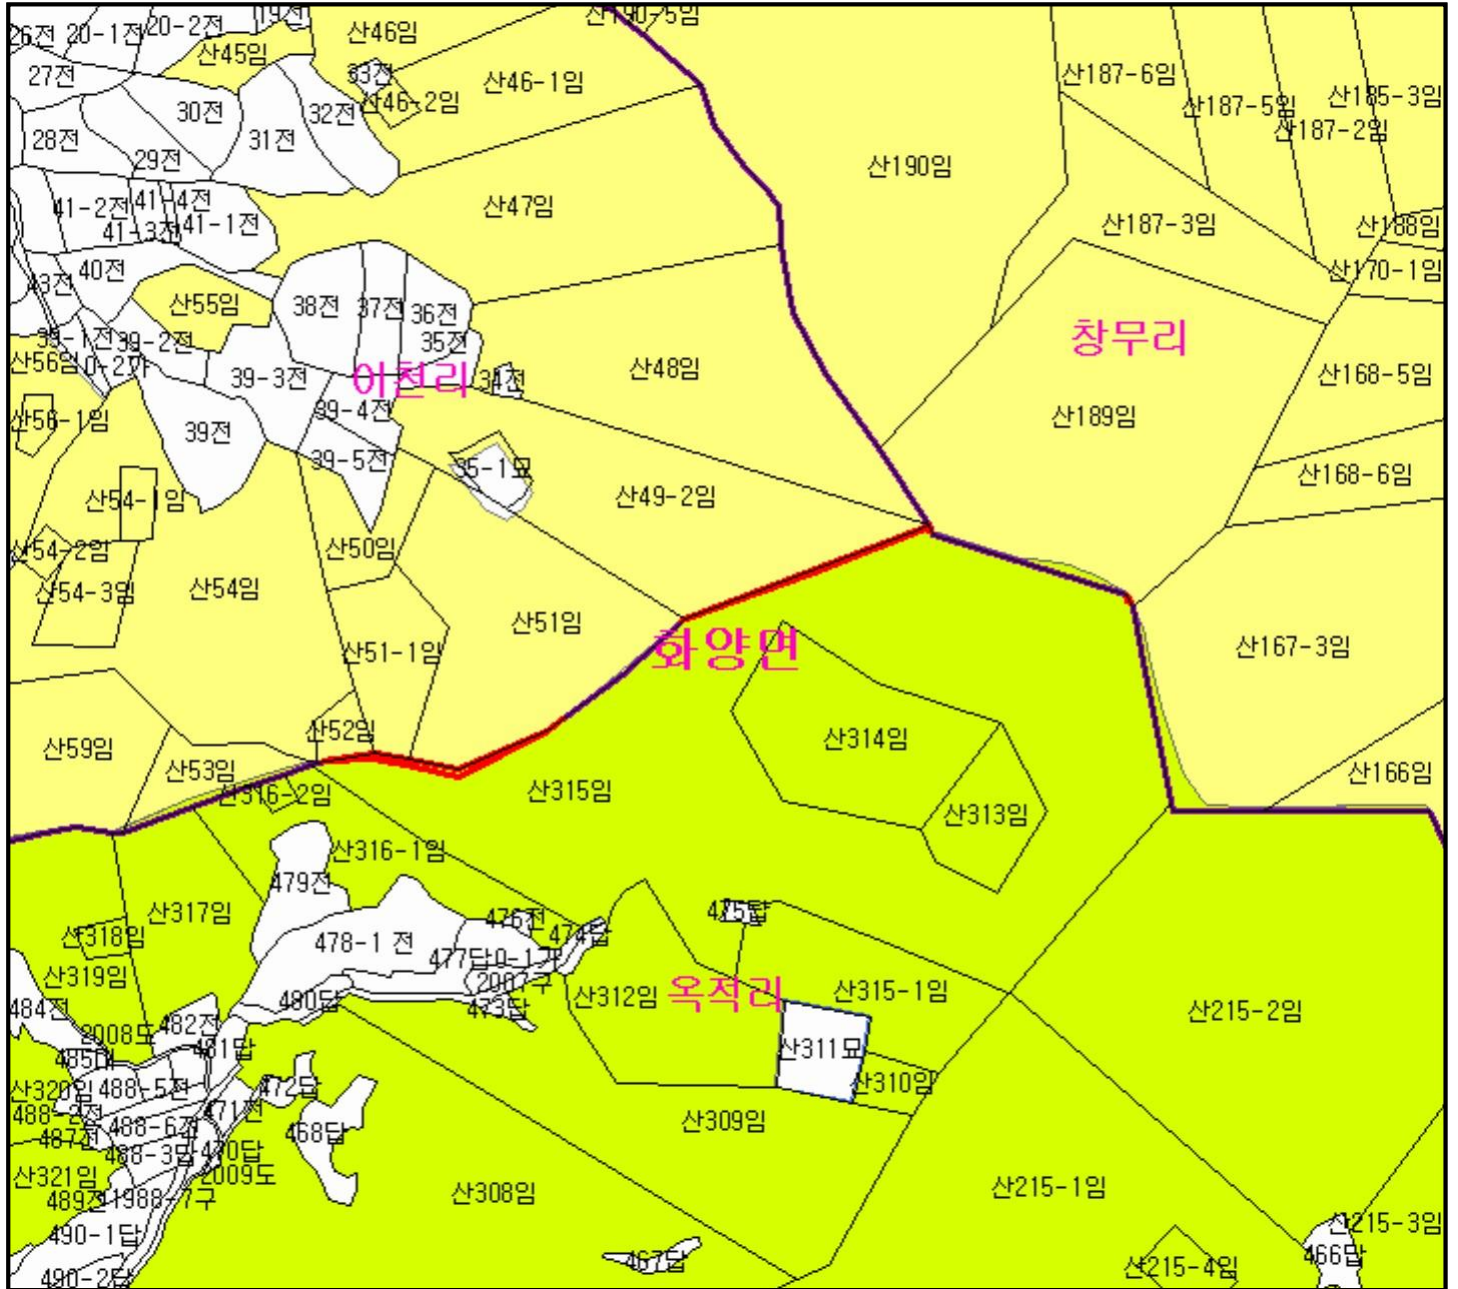 26전 20-1전 20-2전 19전 산46임 산190-5임
27전 산45임 33전 산46-1임 산187-6임
산46-2임 산187-5임 산185-3임
30전 32전 산187-2임
28전 31전
29전 산190임
41-2전 41-4전 산47임
41-3전 41-1전 산187-3임 산188임
43전 40전 산170-1임
산55임 38전 37전 36전
39-1전 39-2전 35전 창무리
산56임 39-3전 이천리 34전 산48임 산168-5임
산56-1임 39전 39-4전 산189임
39-5전 35-1묘 산168-6임
산54-1임 산49-2임
산54-2임 산50임
산54-3임 산54임 산51임
산51-1임 화양면 산167-3임
산59임 산52임 산314임
산53임 산166임
산316-2임 산315임 산313임
산316-1임
479전
산317임 476전 475답
산318임 478-1 전 474답
산319임 477답
2007구
484전 480답 473답 산312임 옥적리 산315-1임 산215-2임
2008도 482전
481답 산311묘
산320임 488-5전 472답 산310임
471전
487전 488-6전 468답 산309임
488-3답 470답
산321임 2009도 산308임 산215-1임
489전 1988-7구
490-1답 산215-3임
467답 466답
490-2답 산215-4임